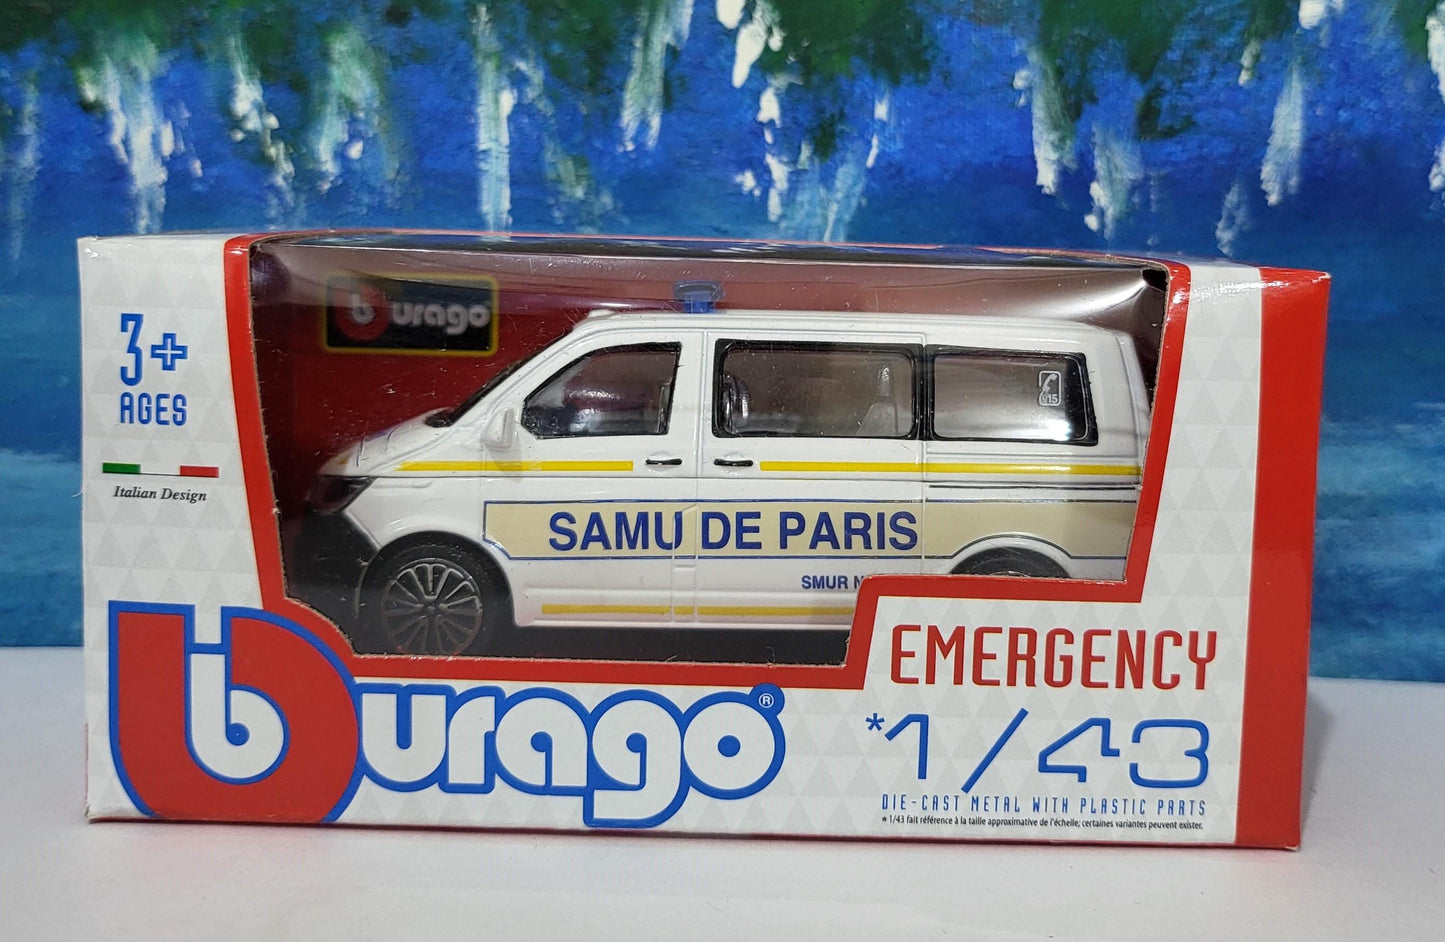 3+
AGES
Italian Design
burago
15
SAMU DE PARIS
SMUR
burago®
EMERGENCY
*1/43
DIE-CAST METAL WITH PLASTIC PARTS
* 1/43 fait référence à la taille approximative de l'échelle; certaines variantes peuvent exister.